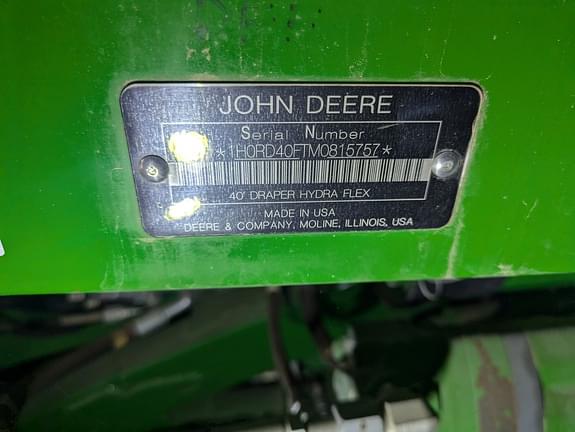 JOHN DEERE
Serial Number
*1H0RD40FTM0815757*
40' DRAPER HYDRA FLEX
MADE IN USA
DEERE & COMPANY, MOLINE, ILLINOIS, USA